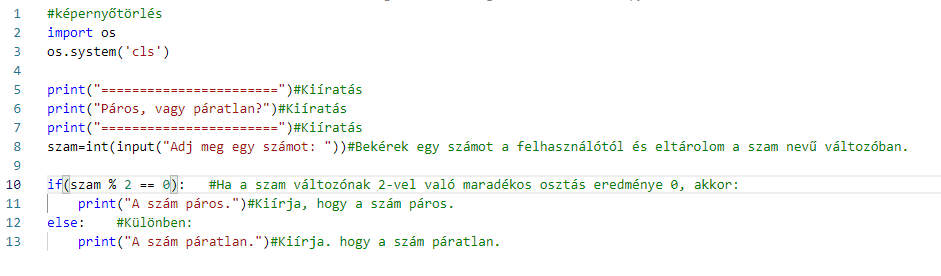 1 #képernyőtörlés
2 import os
3 os.system('cls')
4
5 print("=======================")#Kiíratás
6 print("Páros, vagy páratlan?")#Kiíratás
7 print("=======================")#Kiíratás
8 szam=int(input("Adj meg egy számot: "))#Bekérek egy számot a felhasználótól és eltárolom a szam nevű változóban.
9
10 if(szam % 2 == 0):   #Ha a szam változónak 2-vel való maradékos osztás eredménye 0, akkor:
11     print("A szám páros.")#Kiírja, hogy a szám páros.
12 else:    #Különben:
13     print("A szám páratlan.")#Kiírja. hogy a szám páratlan.